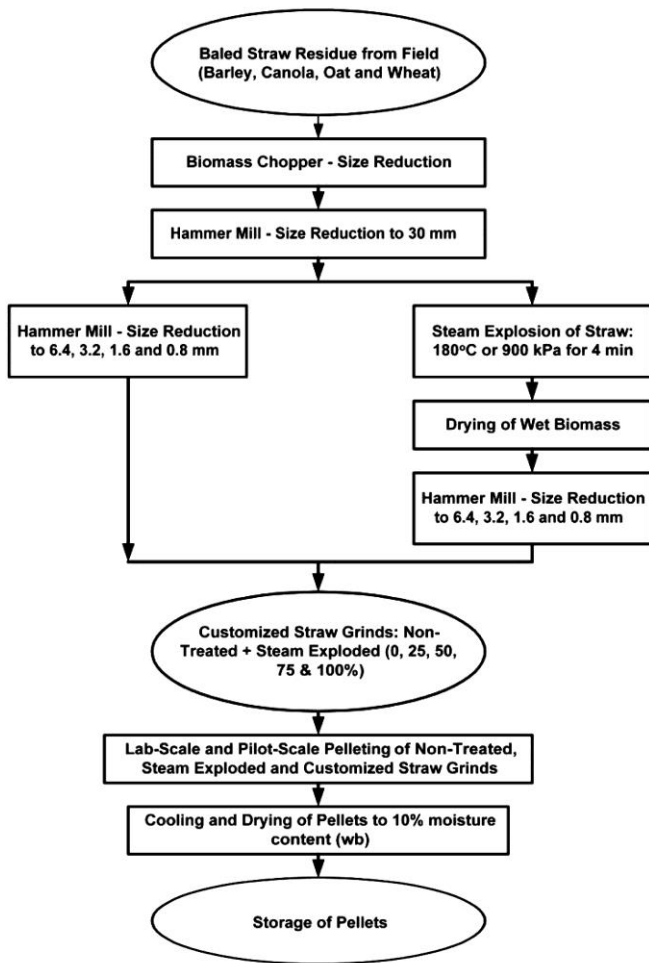 Baled Straw Residue from Field
(Barley, Canola, Oat and Wheat)
Biomass Chopper - Size Reduction
Hammer Mill - Size Reduction to 30 mm
Hammer Mill - Size Reduction
to 6.4, 3.2, 1.6 and 0.8 mm
Steam Explosion of Straw:
180°C or 900 kPa for 4 min
Drying of Wet Biomass
Hammer Mill - Size Reduction
to 6.4, 3.2, 1.6 and 0.8 mm
Customized Straw Grinds: Non-
Treated + Steam Exploded (0, 25, 50,
75 & 100%)
Lab-Scale and Pilot-Scale Pelleting of Non-Treated,
Steam Exploded and Customized Straw Grinds
Cooling and Drying of Pellets to 10% moisture
content (wb)
Storage of Pellets